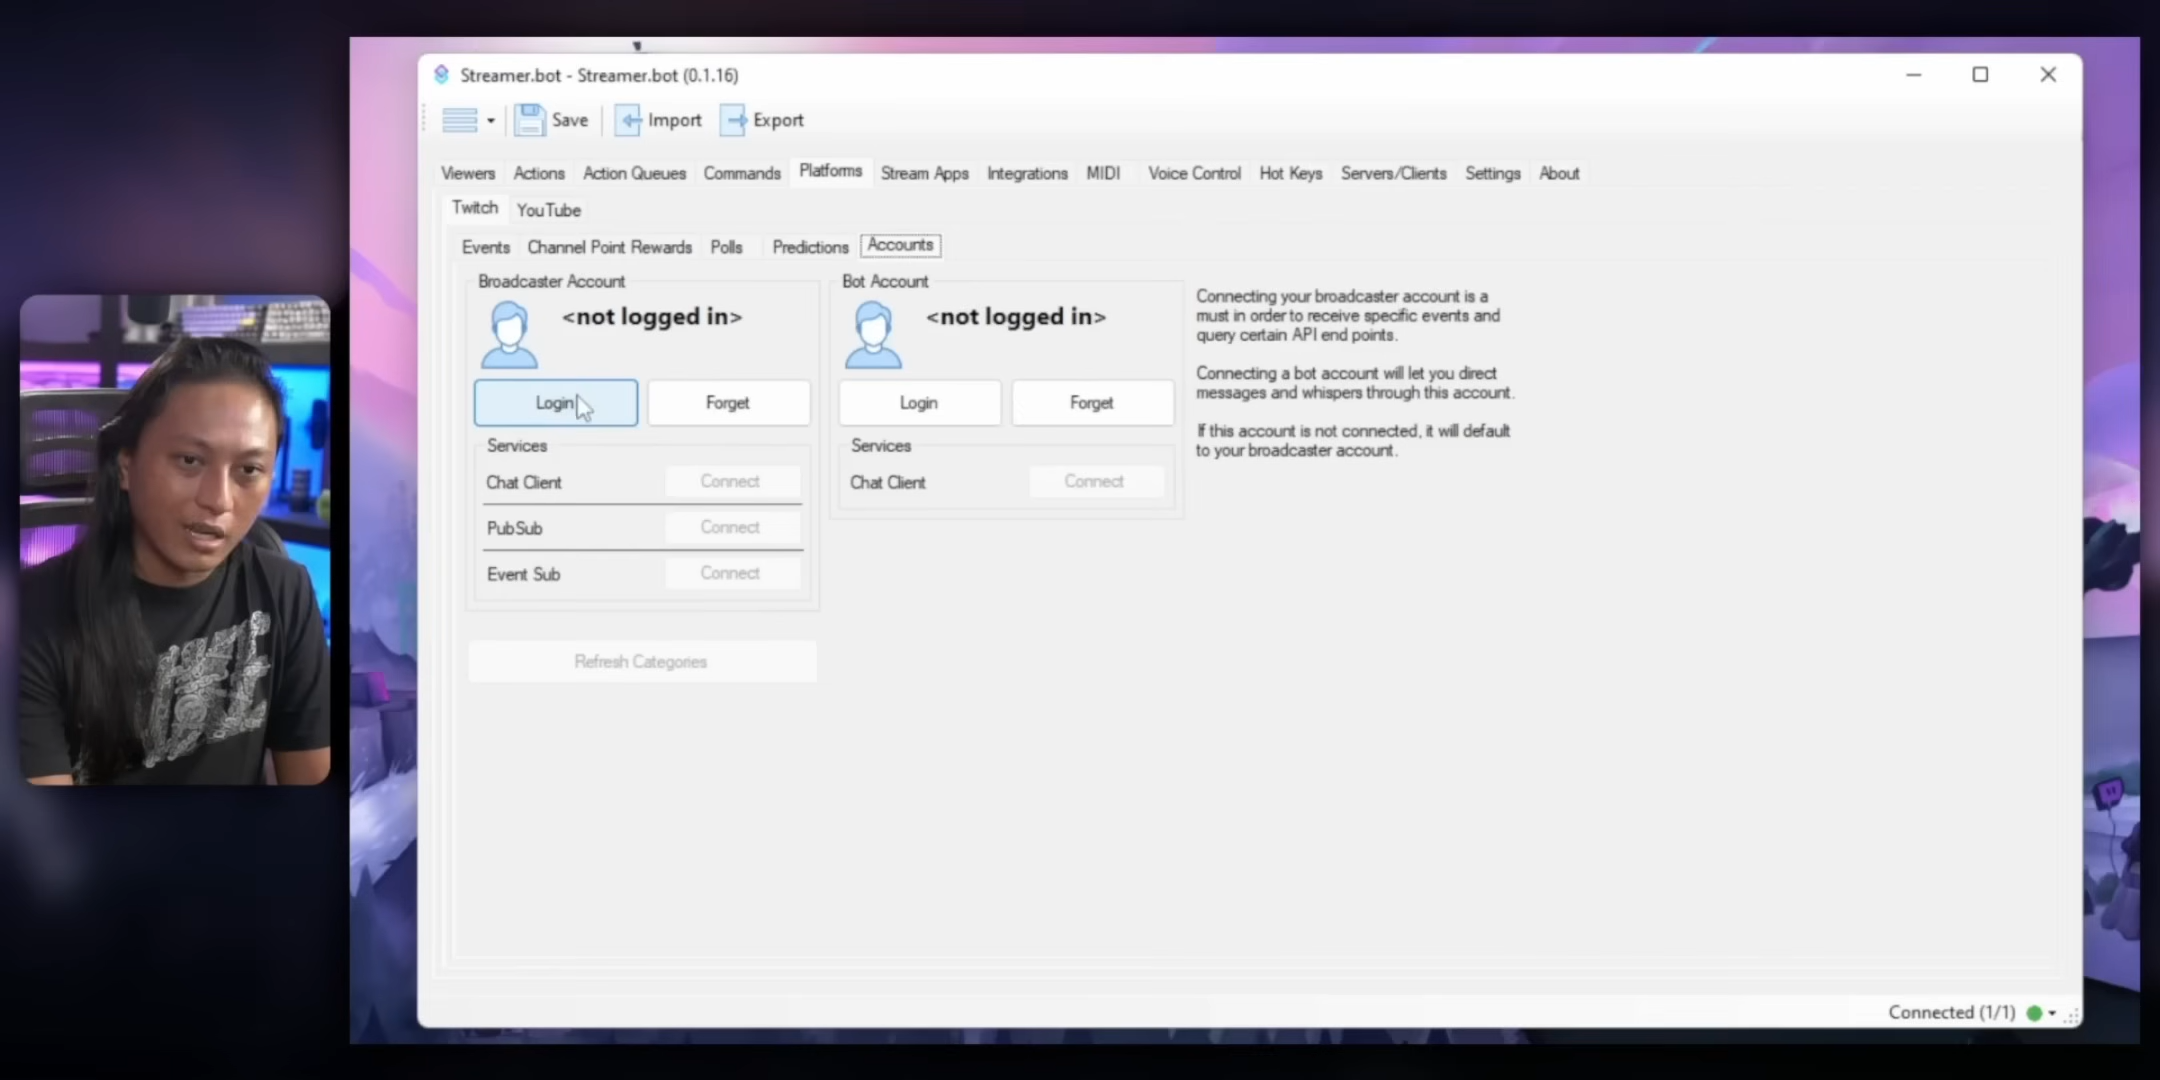 Streamer.bot - Streamer.bot (0.1.16)
Save Import Export
Viewers Actions Action Queues Commands Platforms Stream Apps Integrations MIDI Voice Control Hot Keys Servers/Clients Settings About
Twitch YouTube
Events Channel Point Rewards Polls Predictions Accounts
Broadcaster Account
<not logged in>
Login Forget
Services
Chat Client Connect
PubSub Connect
Event Sub Connect
Refresh Categories
Bot Account
<not logged in>
Login Forget
Services
Chat Client Connect
Connecting your broadcaster account is a
must in order to receive specific events and
query certain API end points.
Connecting a bot account will let you direct
messages and whispers through this account.
If this account is not connected, it will default
to your broadcaster account.
Connected (1/1)